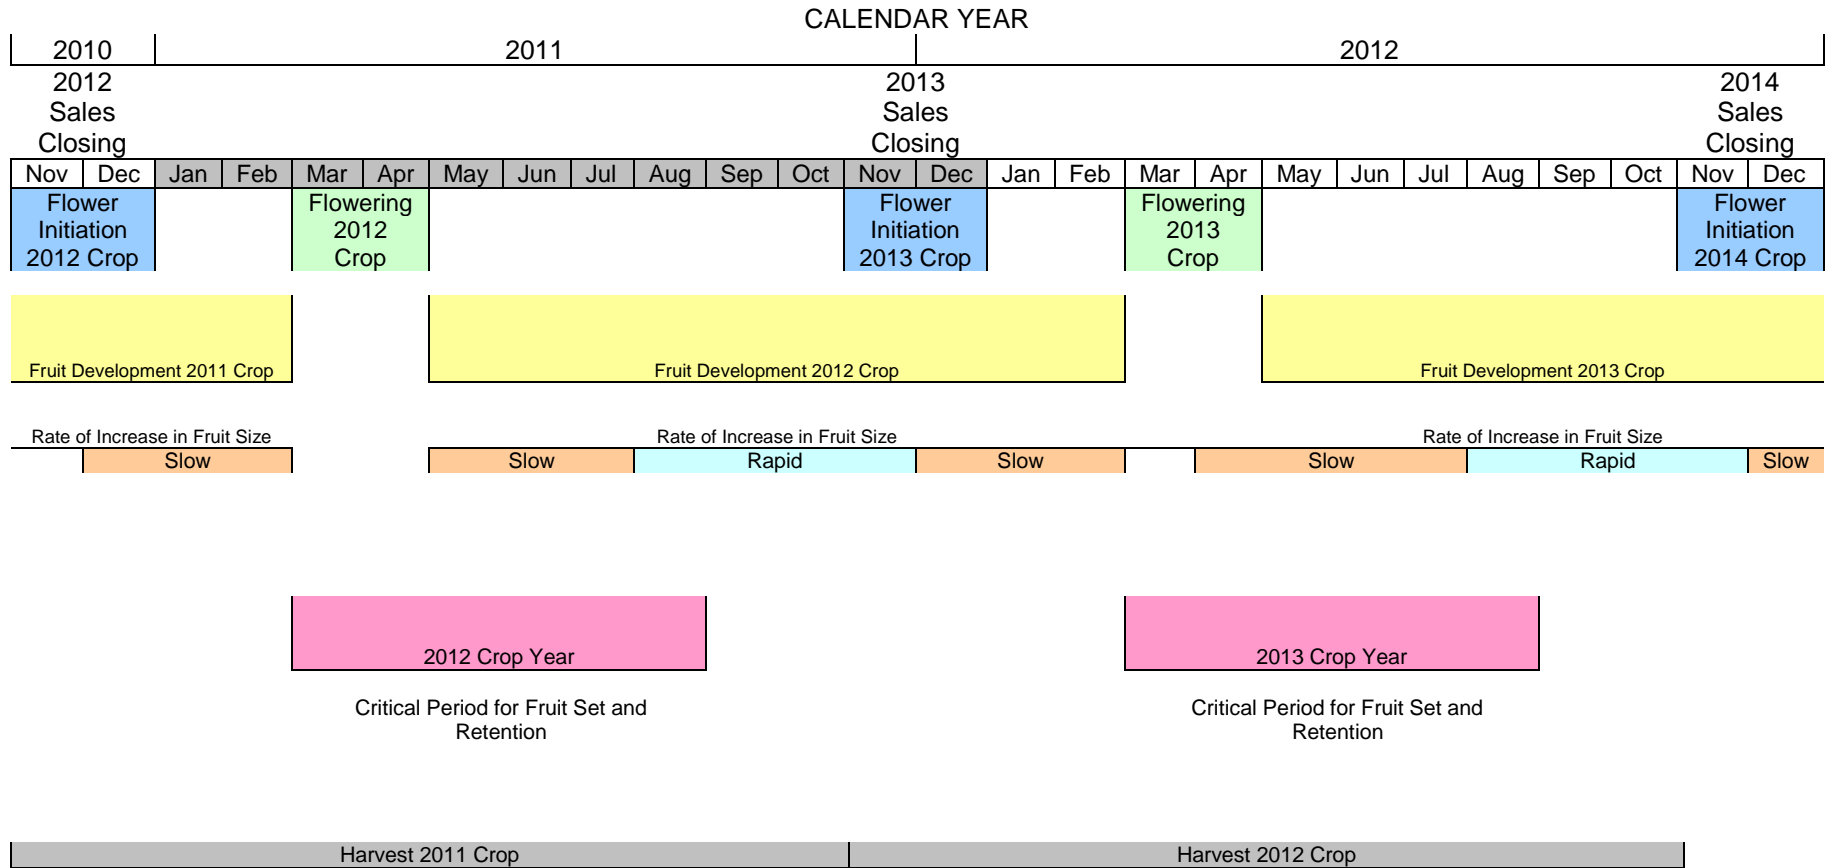 CALENDAR YEAR
2010 2011 2012
2012 2013 2014
Sales Sales Sales
Closing Closing Closing
Nov Dec Jan Feb Mar Apr May Jun Jul Aug Sep Oct Nov Dec Jan Feb Mar Apr May Jun Jul Aug Sep Oct Nov Dec
Flower Flowering Flower Flowering Flower
Initiation 2012 Initiation 2013 Initiation
2012 Crop Crop 2013 Crop Crop 2014 Crop
Fruit Development 2011 Crop Fruit Development 2012 Crop Fruit Development 2013 Crop
Rate of Increase in Fruit Size Rate of Increase in Fruit Size Rate of Increase in Fruit Size
Slow Slow Rapid Slow Slow Rapid Slow
2012 Crop Year 2013 Crop Year
Critical Period for Fruit Set and Critical Period for Fruit Set and
Retention Retention
Harvest 2011 Crop Harvest 2012 Crop